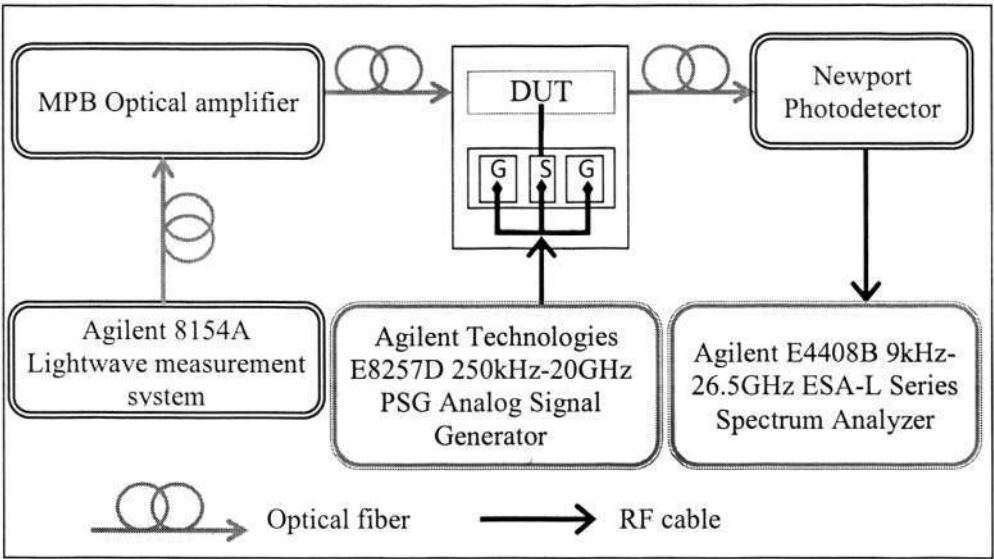 MPB Optical amplifier
DUT
G S G
Newport
Photodetector
Agilent 8154A
Lightwave measurement
system
Agilent Technologies
E8257D 250kHz-20GHz
PSG Analog Signal
Generator
Agilent E4408B 9kHz-
26.5GHz ESA-L Series
Spectrum Analyzer
Optical fiber
RF cable